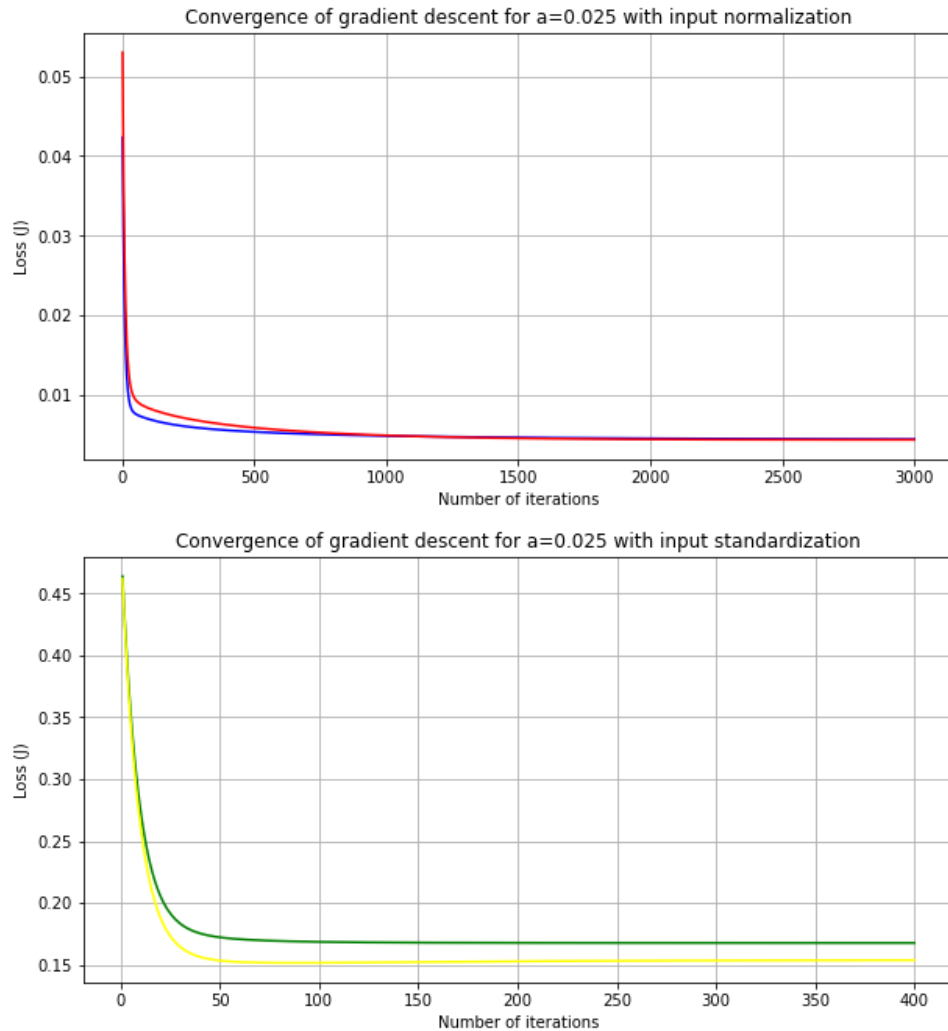 Convergence of gradient descent for a=0.025 with input normalization
0.05
0.04
0.03
0.02
0.01
Loss (J)
0 500 1000 1500 2000 2500 3000
Number of iterations
Convergence of gradient descent for a=0.025 with input standardization
0.45
0.40
0.35
0.30
0.25
0.20
0.15
Loss (J)
0 50 100 150 200 250 300 350 400
Number of iterations